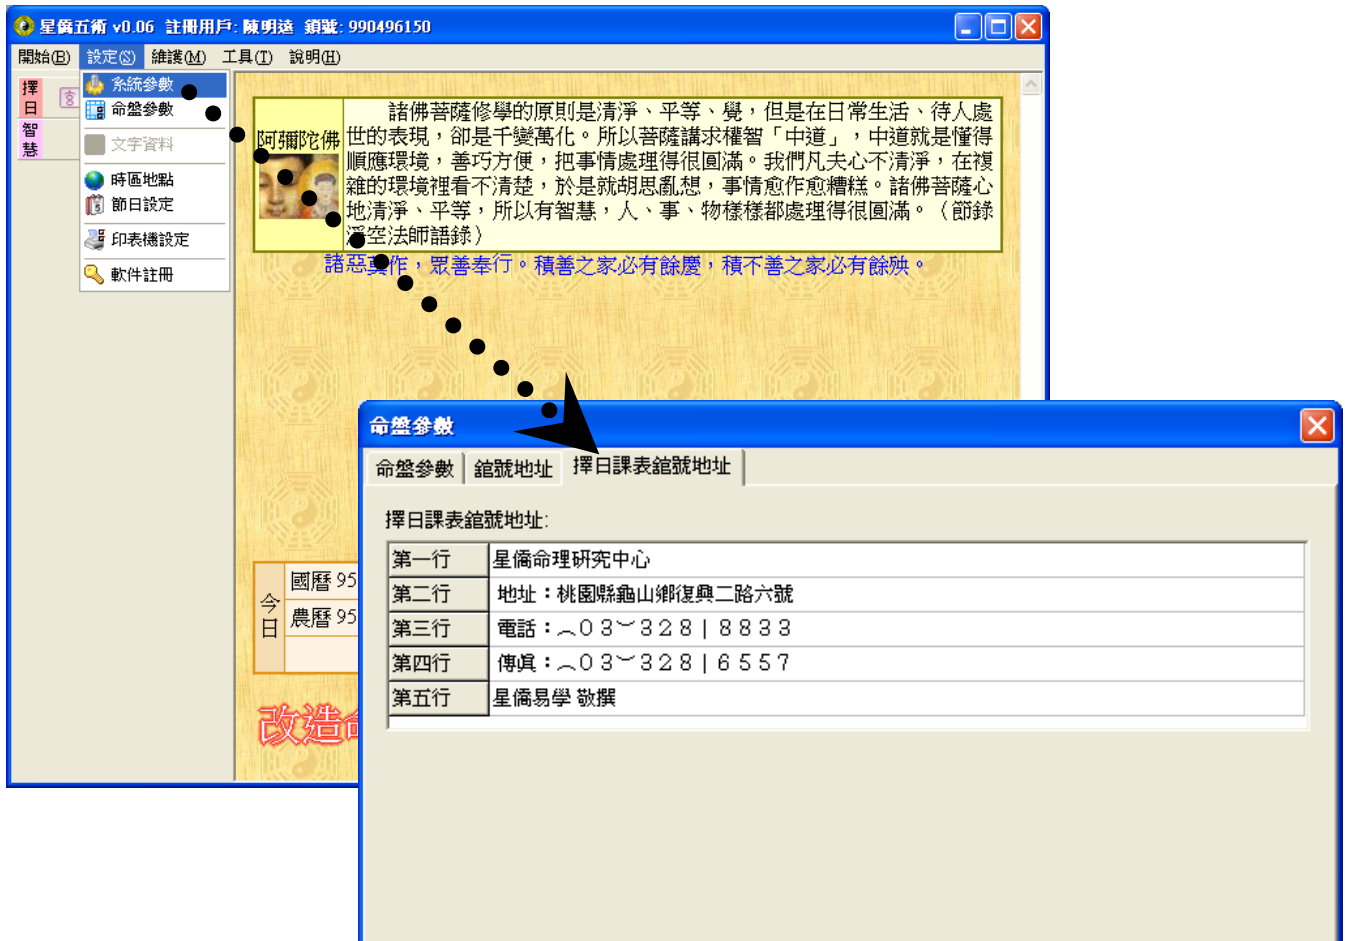 星僑五術 v0.06 註冊用戶: 陳明遠 鎖號: 990496150
開始(B) 設定(S) 維護(M) 工具(T) 說明(H)
擇日
智慧
系統參數
命盤參數
文字資料
時區地點
節日設定
印表機設定
軟件註冊
阿彌陀佛
諸佛菩薩修學的原則是清淨、平等、覺，但是在日常生活、待人處
世的表現，卻是千變萬化。所以菩薩講求權智「中道」，中道就是懂得
順應環境，善巧方便，把事情處理得很圓滿。我們凡夫心不清淨，在複
雜的環境裡看不清楚，於是就胡思亂想，事情愈作愈糟糕。諸佛菩薩心
地清淨、平等，所以有智慧，人、事、物樣樣都處理得很圓滿。（節錄
淨空法師語錄）
諸惡莫作，眾善奉行。積善之家必有餘慶，積不善之家必有餘殃。
今日
國曆 95
農曆 95
改造命
命盤參數
命盤參數 舘號地址 擇日課表舘號地址
擇日課表舘號地址:
第一行 星僑命理研究中心
第二行 地址：桃園縣龜山鄉復興二路六號
第三行 電話：︵０３︶３２８｜８８３３
第四行 傳真：︵０３︶３２８｜６５５７
第五行 星僑易學 敬撰